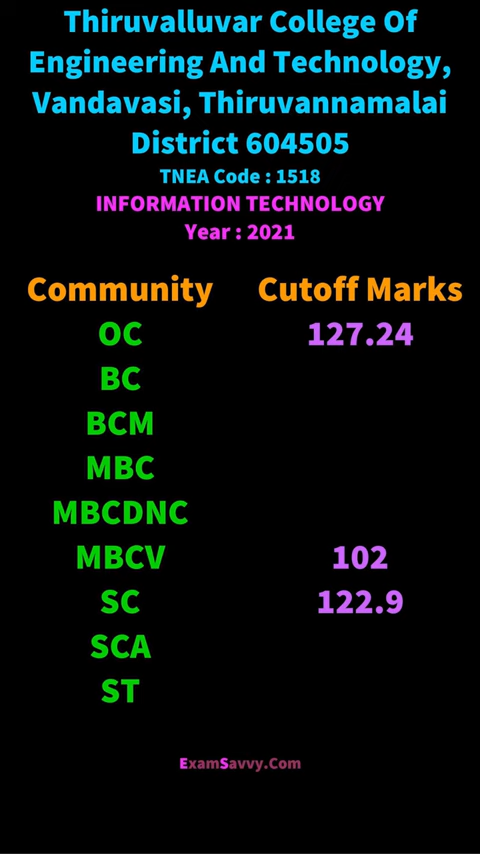 Thiruvalluvar College Of
Engineering And Technology,
Vandavasi, Thiruvannamalai
District 604505
TNEA Code : 1518
INFORMATION TECHNOLOGY
Year : 2021
Community Cutoff Marks
OC 127.24
BC
BCM
MBC
MBCDNC
MBCV 102
SC 122.9
SCA
ST
ExamSavvy.Com